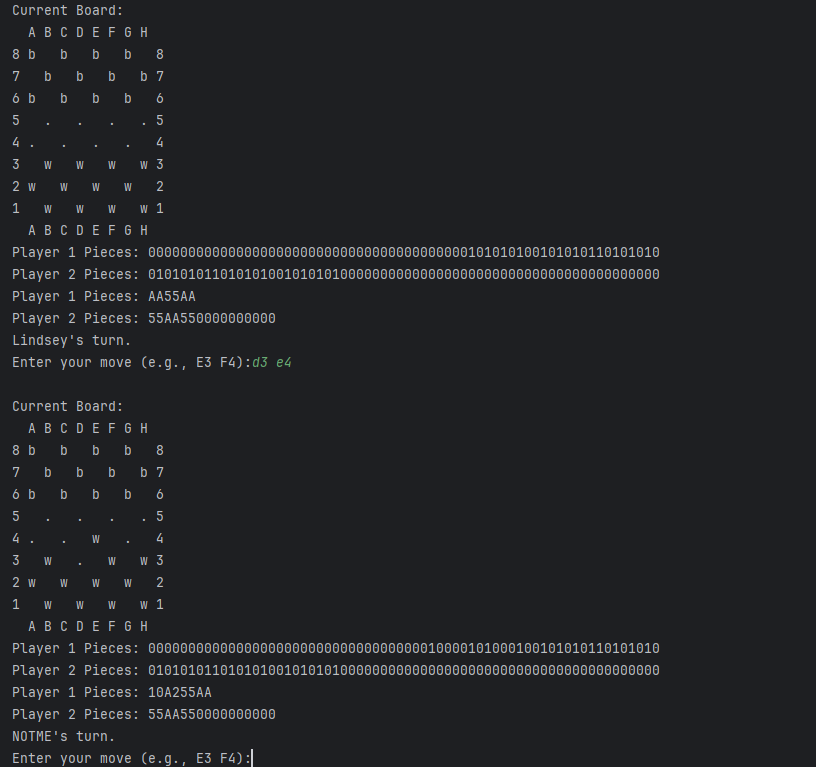 Current Board:
  A B C D E F G H
8 b   b   b   b   8
7   b   b   b   b 7
6 b   b   b   b   6
5   .   .   .   . 5
4 .   .   .   .   4
3   w   w   w   w 3
2 w   w   w   w   2
1   w   w   w   w 1
  A B C D E F G H
Player 1 Pieces: 0000000000000000000000000000000000000000101010100101010110101010
Player 2 Pieces: 0101010110101010010101010000000000000000000000000000000000000000
Player 1 Pieces: AA55AA
Player 2 Pieces: 55AA550000000000
Lindsey's turn.
Enter your move (e.g., E3 F4):d3 e4
Current Board:
  A B C D E F G H
8 b   b   b   b   8
7   b   b   b   b 7
6 b   b   b   b   6
5   .   .   .   . 5
4 .   .   w   .   4
3   w   .   w   w 3
2 w   w   w   w   2
1   w   w   w   w 1
  A B C D E F G H
Player 1 Pieces: 0000000000000000000000000000000000010000101000100101010110101010
Player 2 Pieces: 0101010110101010010101010000000000000000000000000000000000000000
Player 1 Pieces: 10A255AA
Player 2 Pieces: 55AA550000000000
NOTME's turn.
Enter your move (e.g., E3 F4):